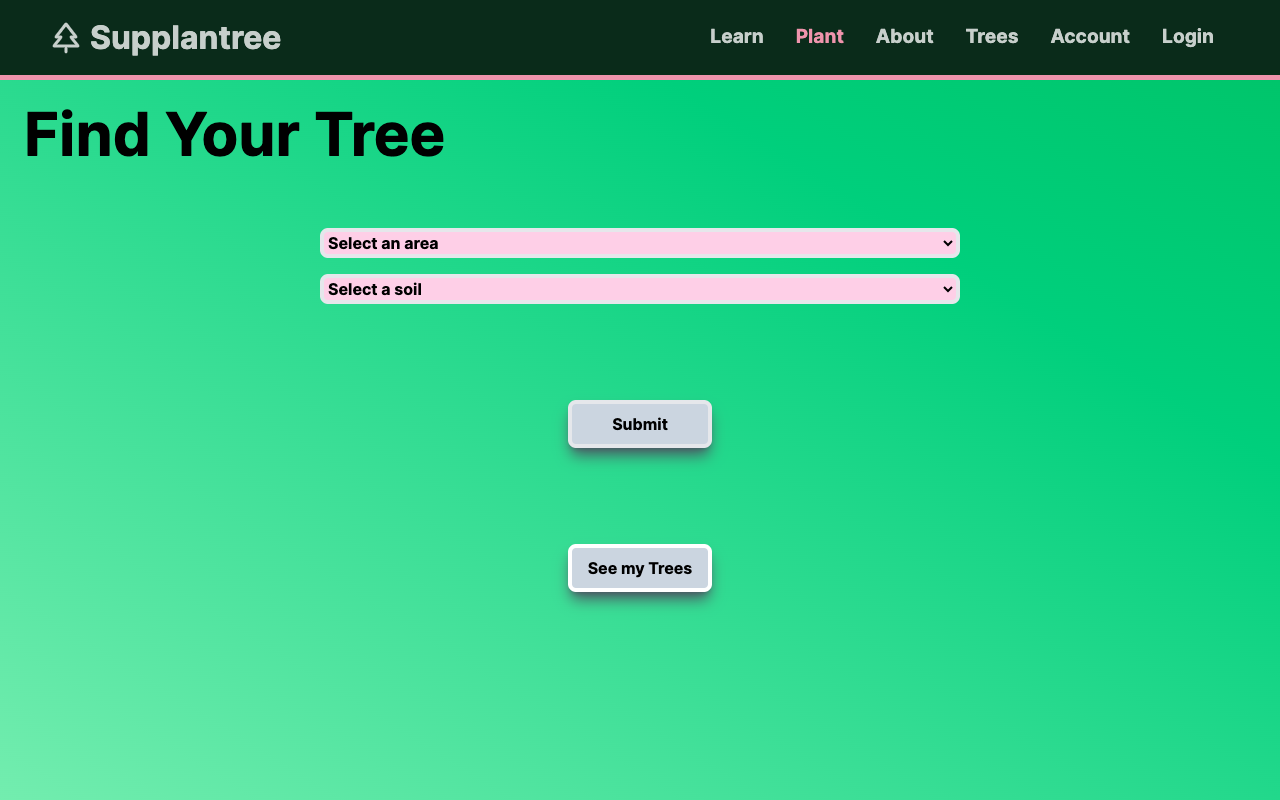 Supplantree
Learn Plant About Trees Account Login
Find Your Tree
Select an area
Select a soil
Submit
See my Trees